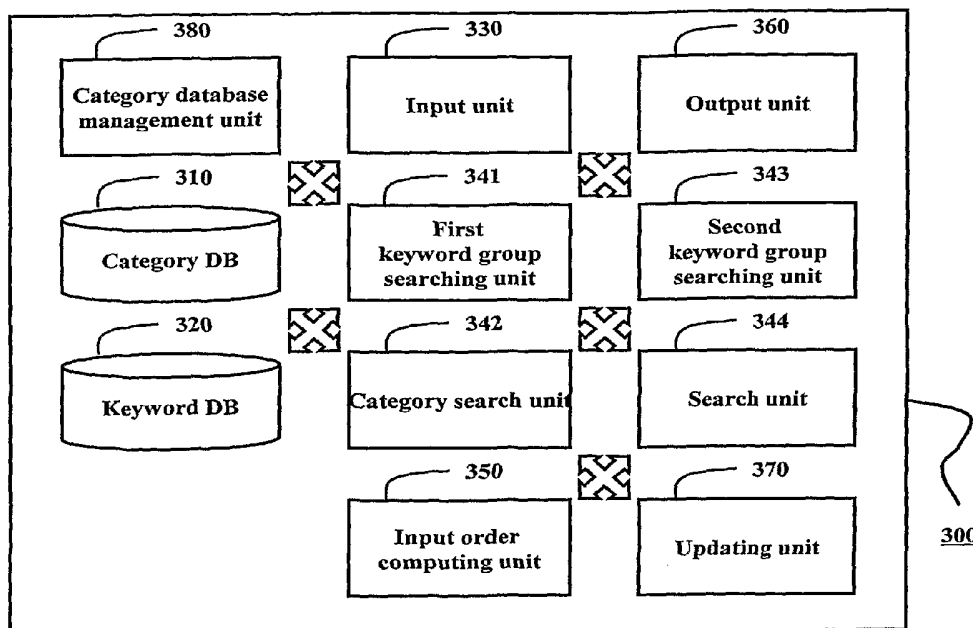 380
330
360
Category database
management unit
Input unit
Output unit
310
341
343
Category DB
First
keyword group
searching unit
Second
keyword group
searching unit
320
342
344
Keyword DB
Category search unit
Search unit
350
370
Input order
computing unit
Updating unit
300